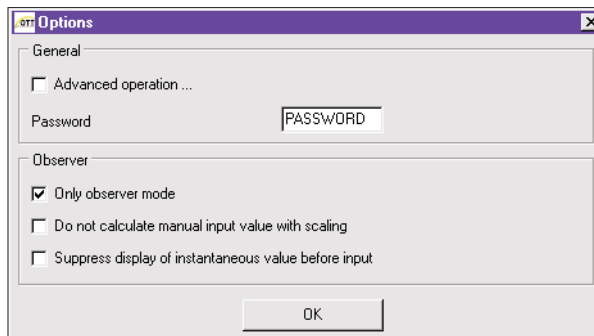 OTT Options
General
Advanced operation ...
Password PASSWORD
Observer
Only observer mode
Do not calculate manual input value with scaling
Suppress display of instantaneous value before input
OK